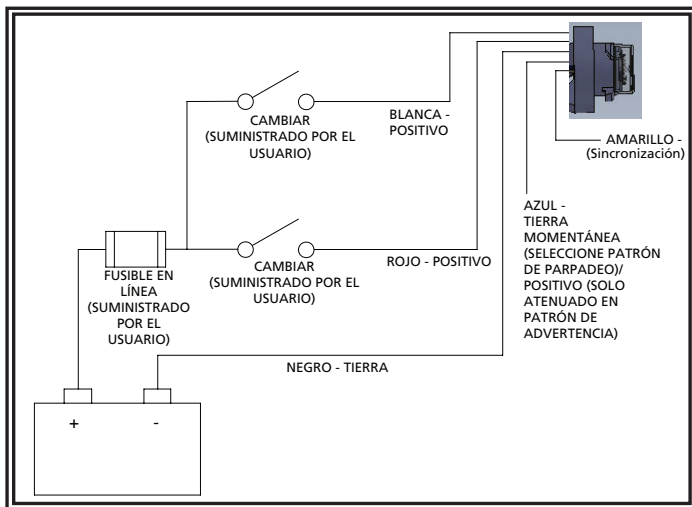 CAMBIAR
(SUMINISTRADO POR EL
USUARIO)
BLANCA -
POSITIVO
AMARILLO -
(Sincronización)
AZUL -
TIERRA
MOMENTÁNEA
(SELECCIONE PATRÓN
DE PARPADEO)/
POSITIVO (SOLO
ATENUADO EN
PATRÓN DE
ADVERTENCIA)
CAMBIAR
(SUMINISTRADO POR EL
USUARIO)
ROJO - POSITIVO
FUSIBLE EN
LÍNEA
(SUMINISTRADO
POR EL
USUARIO)
NEGRO - TIERRA
+ -